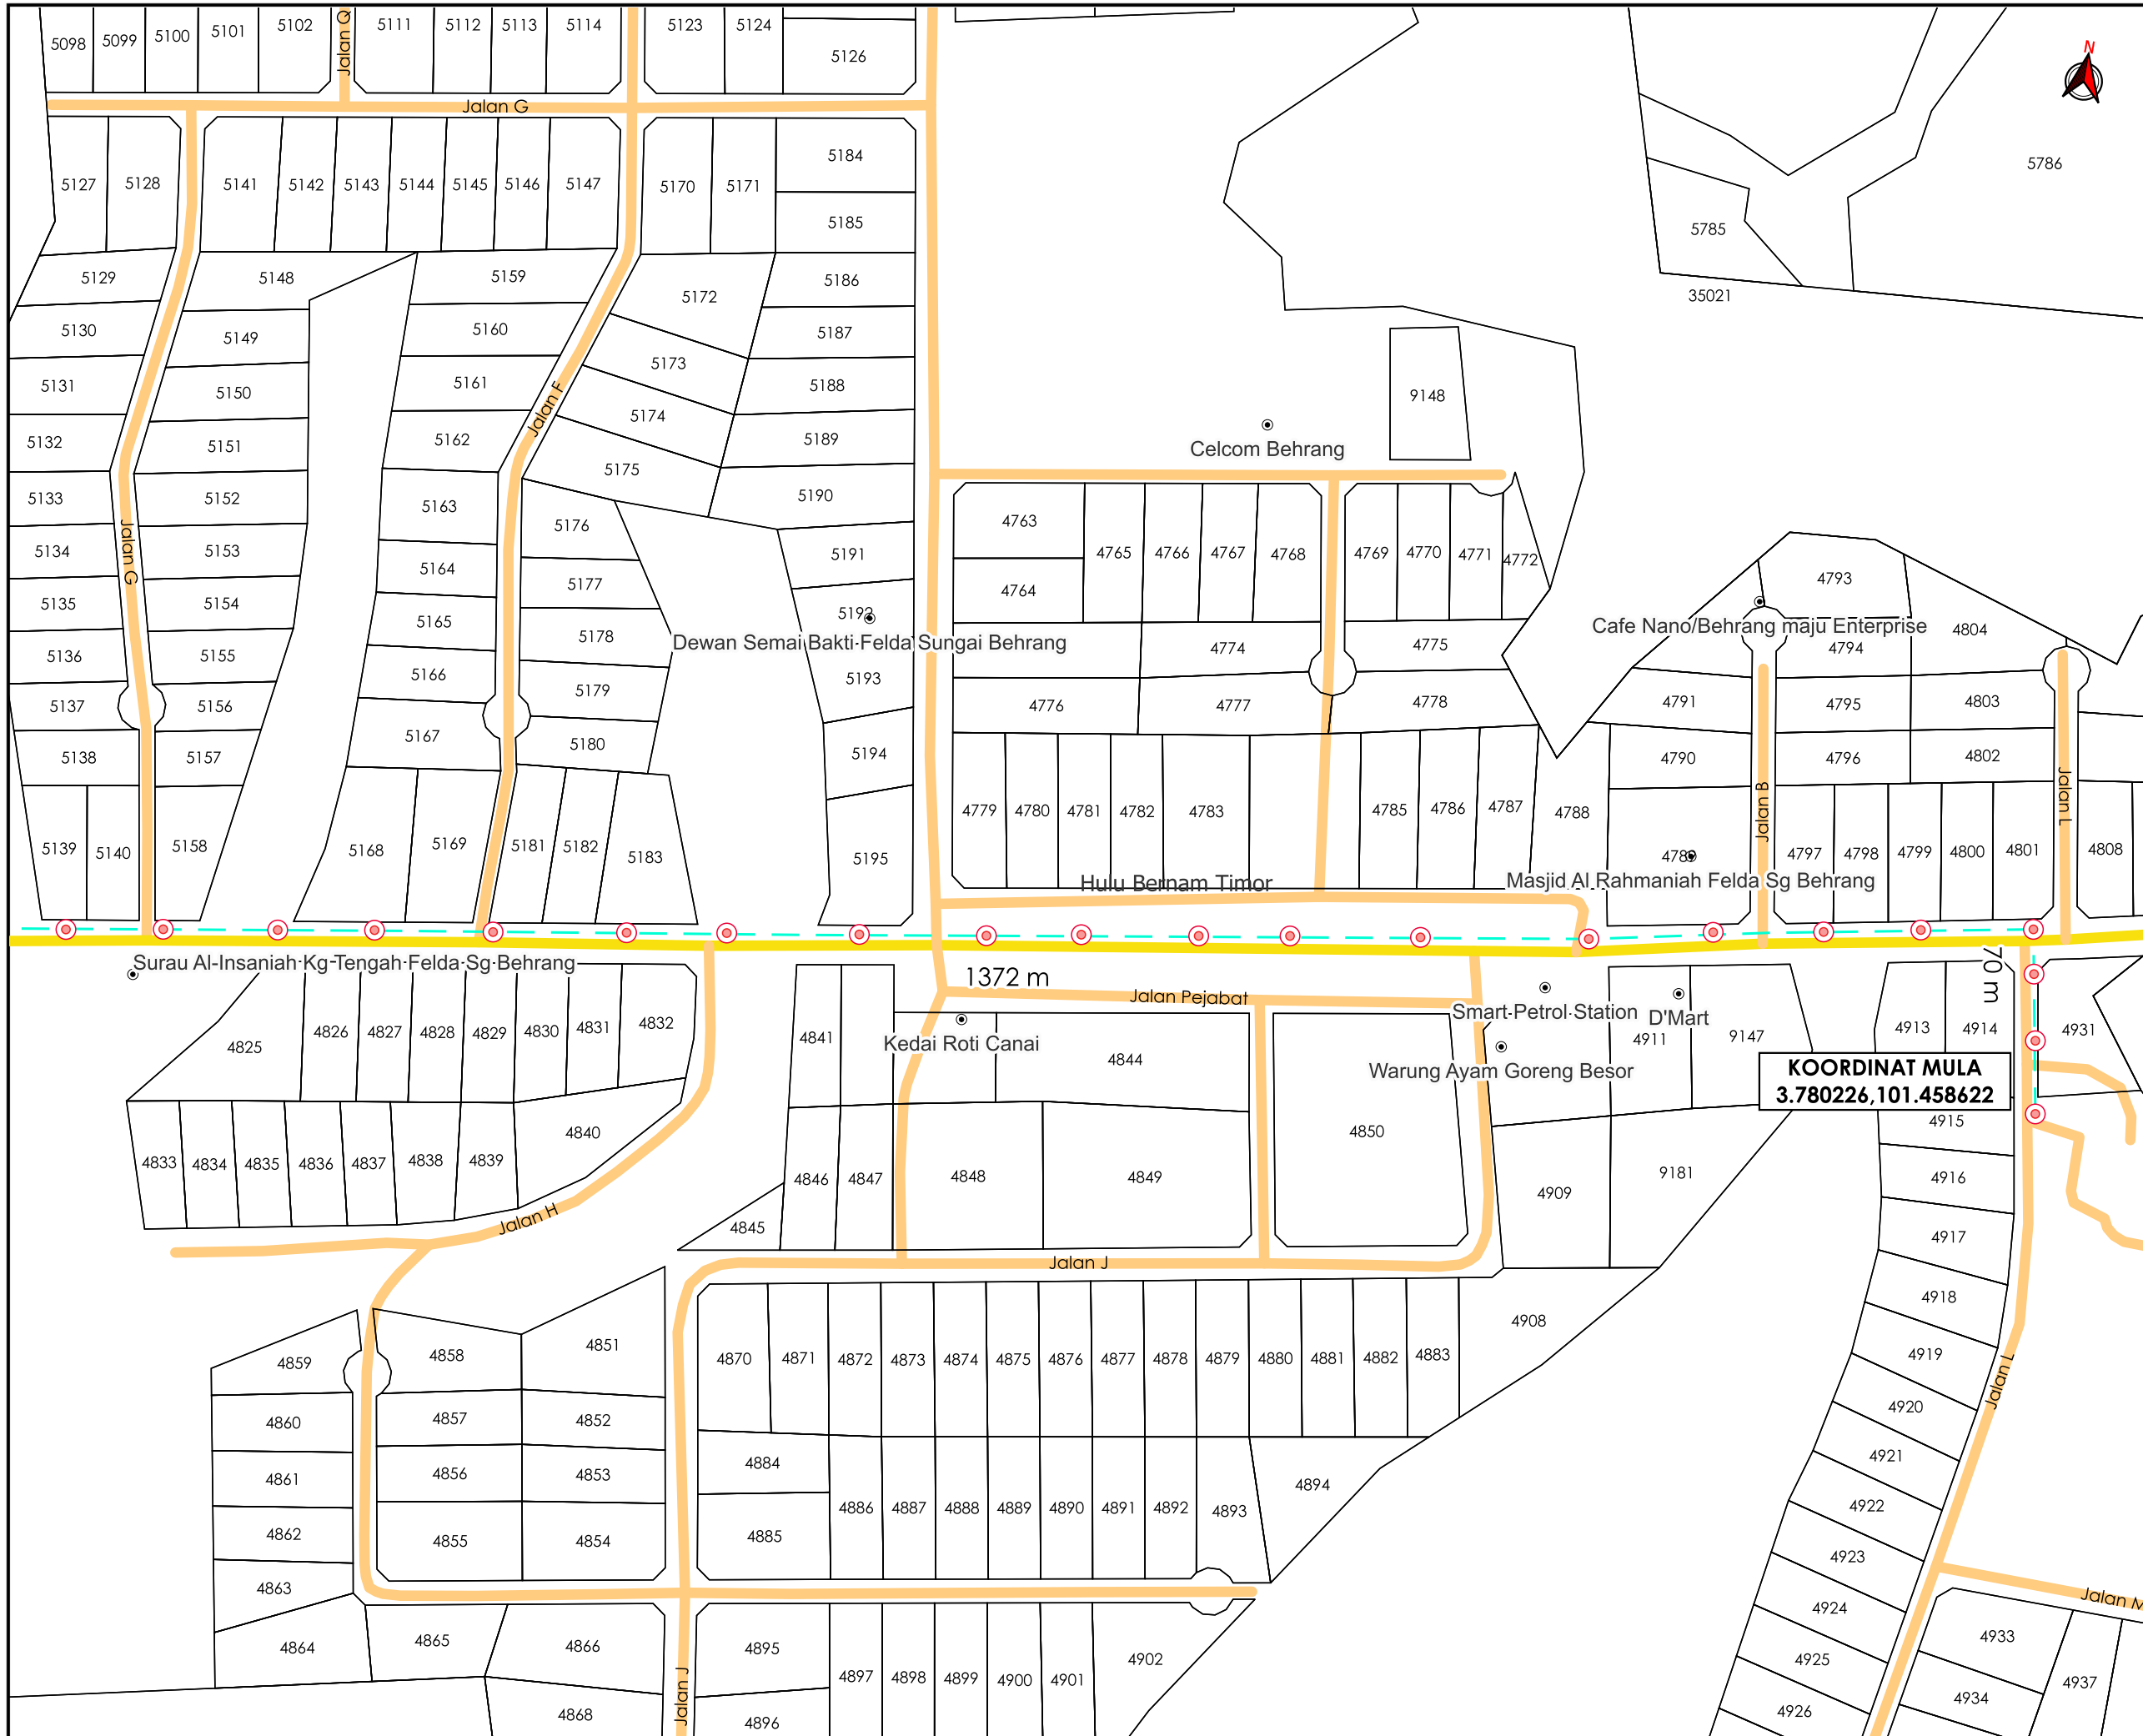 5098 5099 5100 5101 5102 Jalan Q 5111 5112 5113 5114 5123 5124
5126
N
Jalan G
5127 5128 5141 5142 5143 5144 5145 5146 5147 5170 5171 5184
5185
5786
5785
35021
5129 5148 5159 5172 5186
5130 5149 5160 5173 5187
5131 5150 5161 5174 5188
Jalan F
9148
5132 5151 5162 5175 5189
Celcom Behrang
5133 5152 5163 5176 5190
Jalan G
4763 4765 4766 4767 4768 4769 4770 4771 4772
4764
5134 5153 5164 5177 5191
5135 5154 5165 5178 5192
4793
Cafe Nano/Behrang maju Enterprise
4804
Dewan Semai Bakti Felda Sungai Behrang
4774 4775 4794
5136 5155 5166 5179 5193
5137 5156 5167 5180 5194
4776 4777 4778 4791 4795 4803
5138 5157 4790 4796 4802
Jalan B
Jalan L
5139 5140 5158 5168 5169 5181 5182 5183 5195
4779 4780 4781 4782 4783 4785 4786 4787 4788 4789 4797 4798 4799 4800 4801 4808
Hulu Bernam Timor
Masjid Al Rahmaniah Felda Sg Behrang
Surau Al-Insaniah Kg Tengah Felda Sg Behrang
1372 m
70 m
Jalan Pejabat
Smart Petrol Station
D'Mart
4825 4826 4827 4828 4829 4830 4831 4832 4841
Kedai Roti Canai
4844
4911 9147 4913 4914 4931
Warung Ayam Goreng Besor
KOORDINAT MULA
3.780226,101.458622
4833 4834 4835 4836 4837 4838 4839 4840
4845 4846 4847 4848 4849 4850 4909 9181
4915
4916
4917
Jalan H
Jalan J
4918
4919
4920
4921
4922
4923
4924
4925
4926
Jalan L
4859 4858 4851
4860 4857 4852
4861 4856 4853
4862 4855 4854
4863
4864 4865 4866
4868
4870 4871 4872 4873 4874 4875 4876 4877 4878 4879 4880 4881 4882 4883 4908
4884
4885 4886 4887 4888 4889 4890 4891 4892 4893 4894
Jalan J
4895 4897 4898 4899 4900 4901 4902
4896
Jalan M
4933
4934
4937